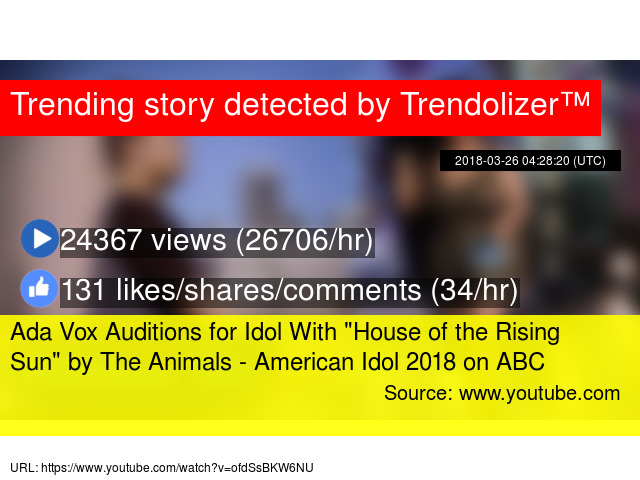 Trending story detected by Trendolizer™
2018-03-26 04:28:20 (UTC)
24367 views (26706/hr)
131 likes/shares/comments (34/hr)
Ada Vox Auditions for Idol With "House of the Rising
Sun" by The Animals - American Idol 2018 on ABC
Source: www.youtube.com
URL: https://www.youtube.com/watch?v=ofdSsBKW6NU